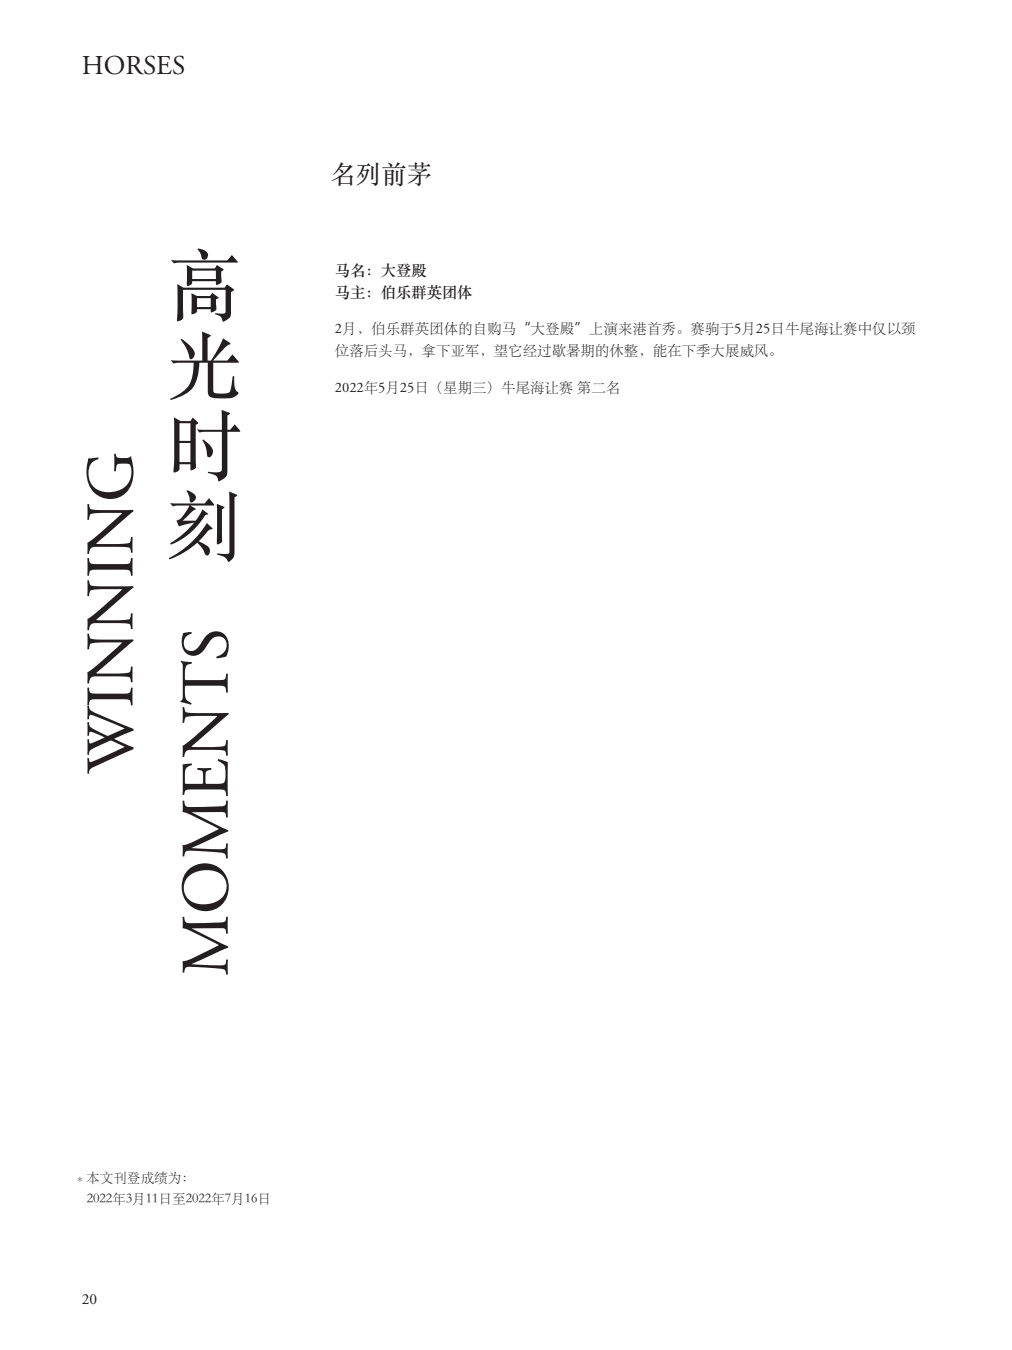 HORSES
名列前茅
高光时刻
WINNING
MOMENTS
马名：大登殿
马主：伯乐群英团体
2月，伯乐群英团体的自购马“大登殿”上演来港首秀。赛驹于5月25日牛尾海让赛中仅以颈
位落后头马，拿下亚军，望它经过歇暑期的休整，能在下季大展威风。
2022年5月25日（星期三）牛尾海让赛 第二名
* 本文刊登成绩为：
2022年3月11日至2022年7月16日
20